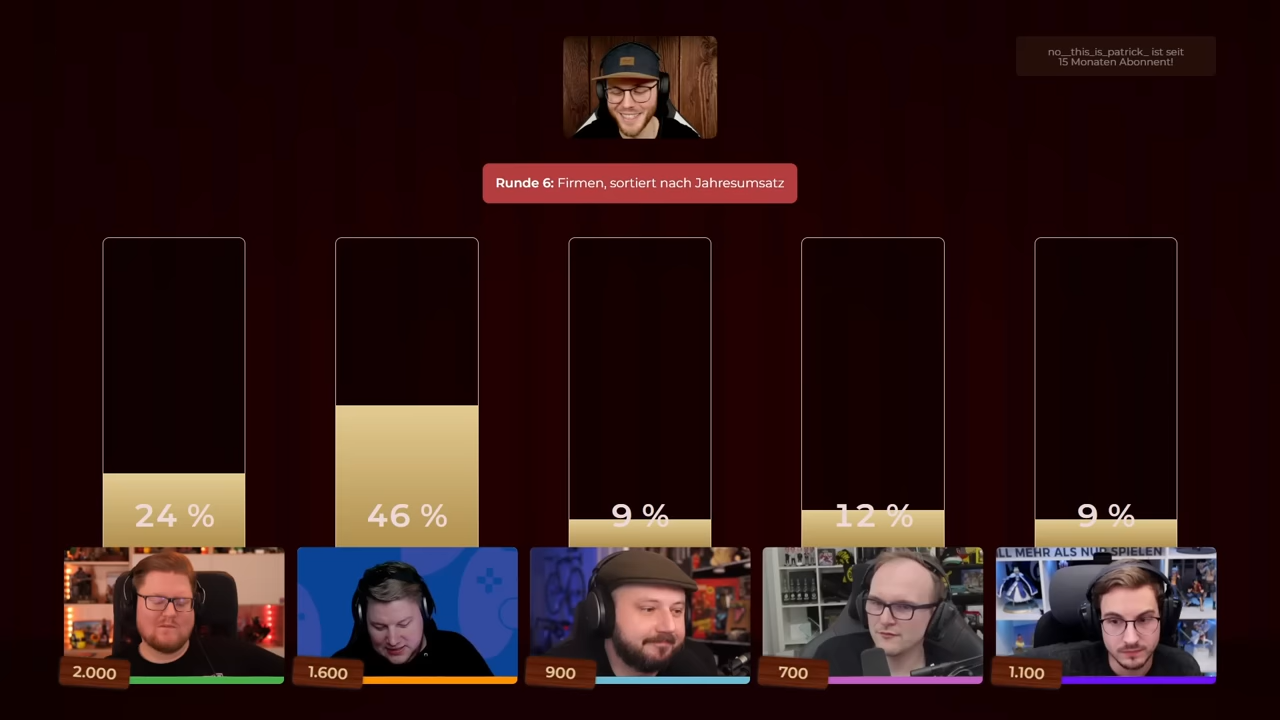 no__this_is_patrick_ ist seit
15 Monaten Abonnent!
Runde 6: Firmen, sortiert nach Jahresumsatz
24 %
46 %
9 %
12 %
9 %
ALL MEHR ALS NUR SPIELEN
2.000
1.600
900
700
1.100